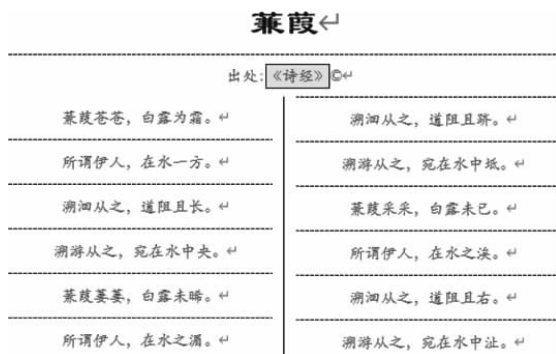 蒹葭↵
出处:《诗经》©↵
蒹葭苍苍，白露为霜。↵
所谓伊人，在水一方。↵
溯洄从之，道阻且长。↵
溯游从之，宛在水中央。↵
蒹葭萋萋，白露未晞。↵
所谓伊人，在水之湄。↵
溯洄从之，道阻且跻。↵
溯游从之，宛在水中坻。↵
蒹葭采采，白露未已。↵
所谓伊人，在水之涘。↵
溯洄从之，道阻且右。↵
溯游从之，宛在水中沚。↵